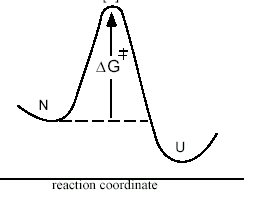 ΔG‡
N
U
reaction coordinate